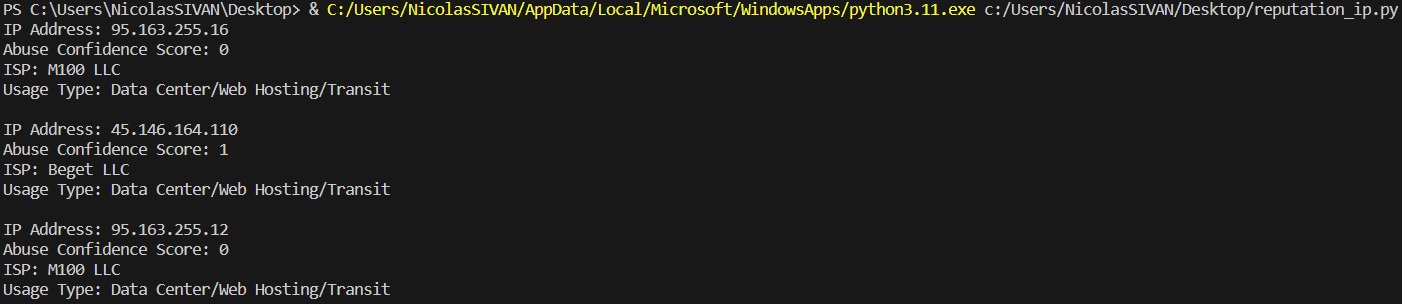 PS C:\Users\NicolasSIVAN\Desktop> & C:/Users/NicolasSIVAN/AppData/Local/Microsoft/WindowsApps/python3.11.exe c:/Users/NicolasSIVAN/Desktop/reputation_ip.py
IP Address: 95.163.255.16
Abuse Confidence Score: 0
ISP: M100 LLC
Usage Type: Data Center/Web Hosting/Transit
IP Address: 45.146.164.110
Abuse Confidence Score: 1
ISP: Beget LLC
Usage Type: Data Center/Web Hosting/Transit
IP Address: 95.163.255.12
Abuse Confidence Score: 0
ISP: M100 LLC
Usage Type: Data Center/Web Hosting/Transit